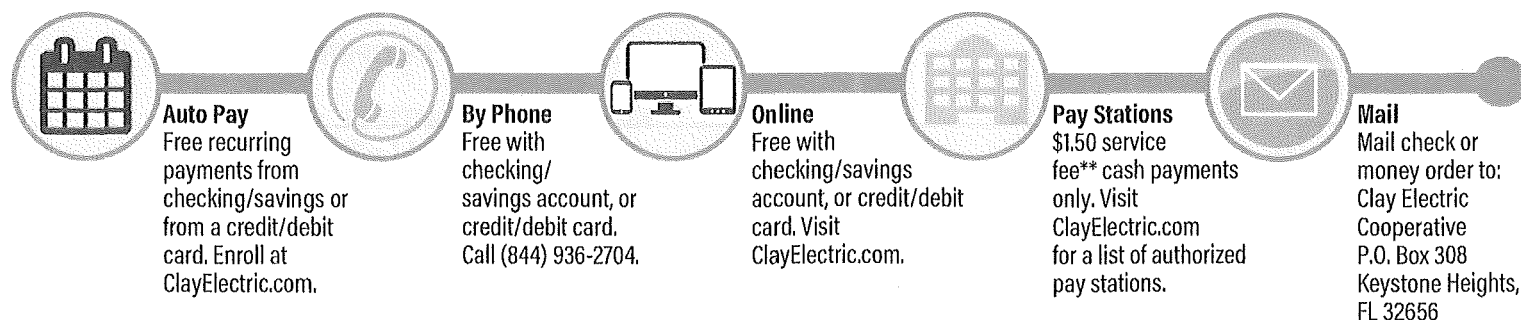 Auto Pay
Free recurring
payments from
checking/savings or
from a credit/debit
card. Enroll at
ClayElectric.com.
By Phone
Free with
checking/
savings account, or
credit/debit card.
Call (844) 936-2704.
Online
Free with
checking/savings
account, or credit/debit
card. Visit
ClayElectric.com.
Pay Stations
$1.50 service
fee** cash payments
only. Visit
ClayElectric.com
for a list of authorized
pay stations.
Mail
Mail check or
money order to:
Clay Electric
Cooperative
P.O. Box 308
Keystone Heights,
FL 32656